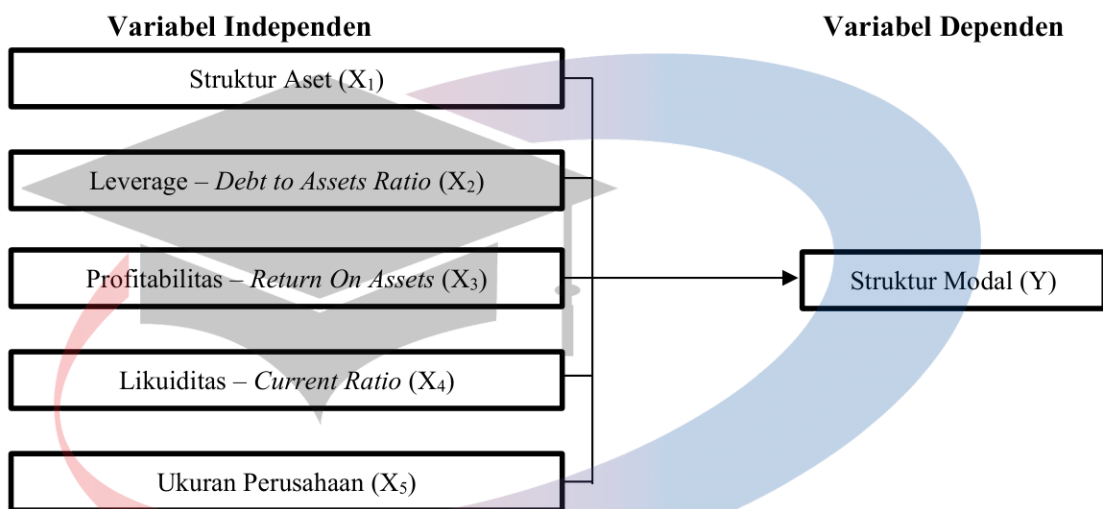 Variabel Independen
Variabel Dependen
Struktur Aset (X₁)
Leverage – Debt to Assets Ratio (X₂)
Profitabilitas – Return On Assets (X₃)
Struktur Modal (Y)
Likuiditas – Current Ratio (X₄)
Ukuran Perusahaan (X₅)